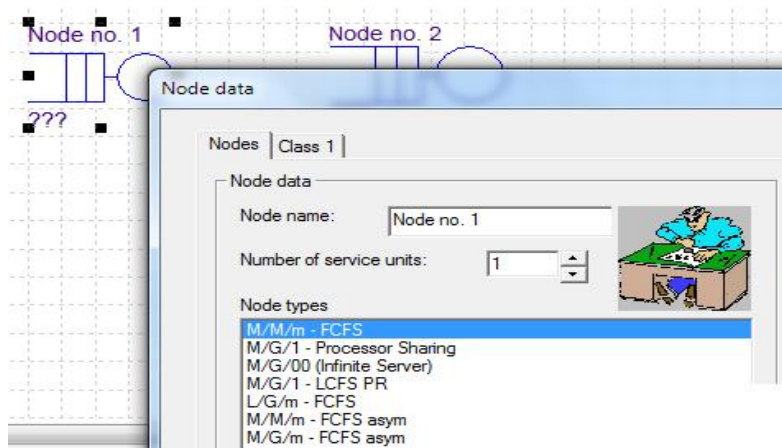 Node no. 1
Node no. 2
???
Node data
Nodes
Class 1
Node data
Node name:
Node no. 1
Number of service units:
1
Node types
M/M/m - FCFS
M/G/1 - Processor Sharing
M/G/00 (Infinite Server)
M/G/1 - LCFS PR
L/G/m - FCFS
M/M/m - FCFS asym
M/G/m - FCFS asym